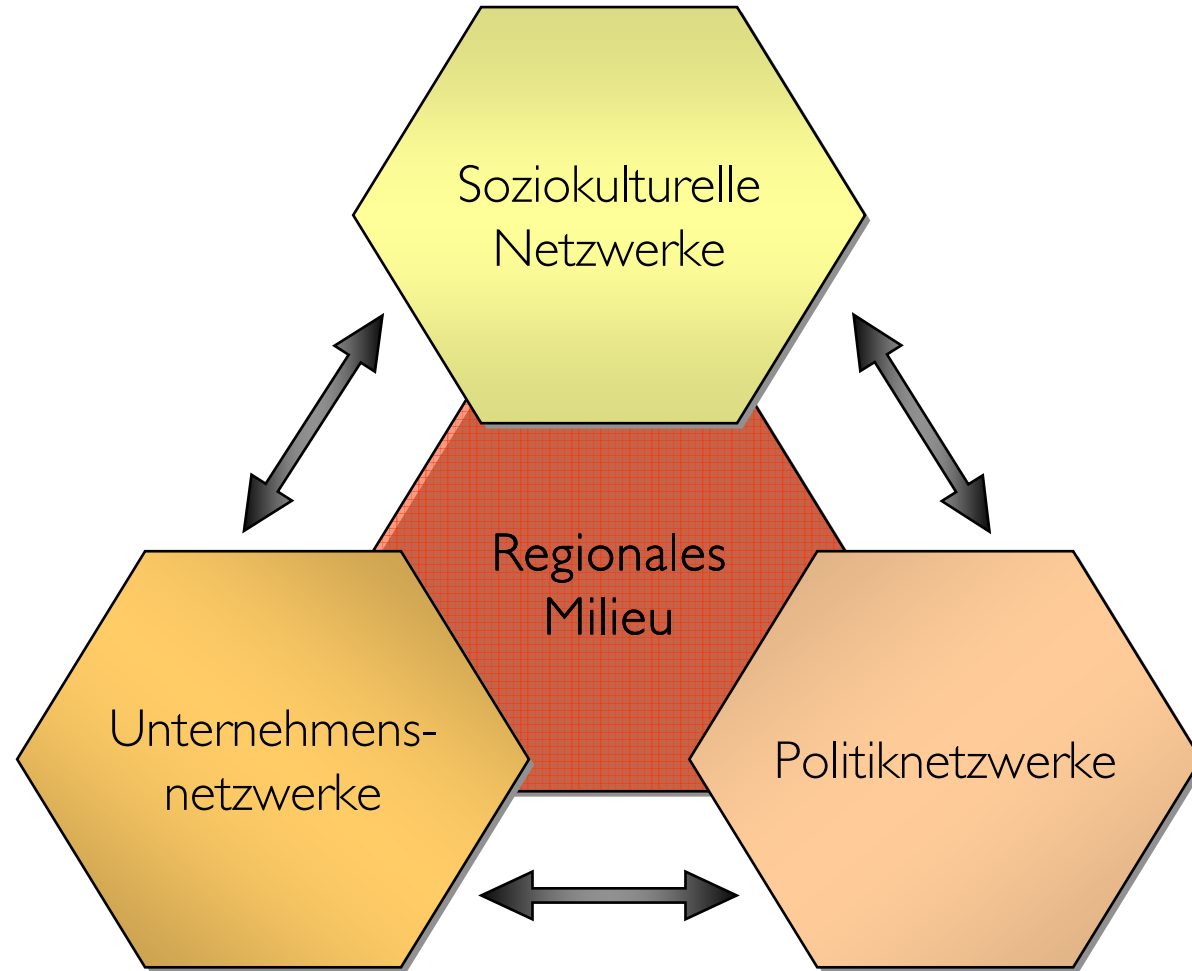 Soziokulturelle
Netzwerke
Regionales
Milieu
Unternehmens-
netzwerke
Politiknetzwerke